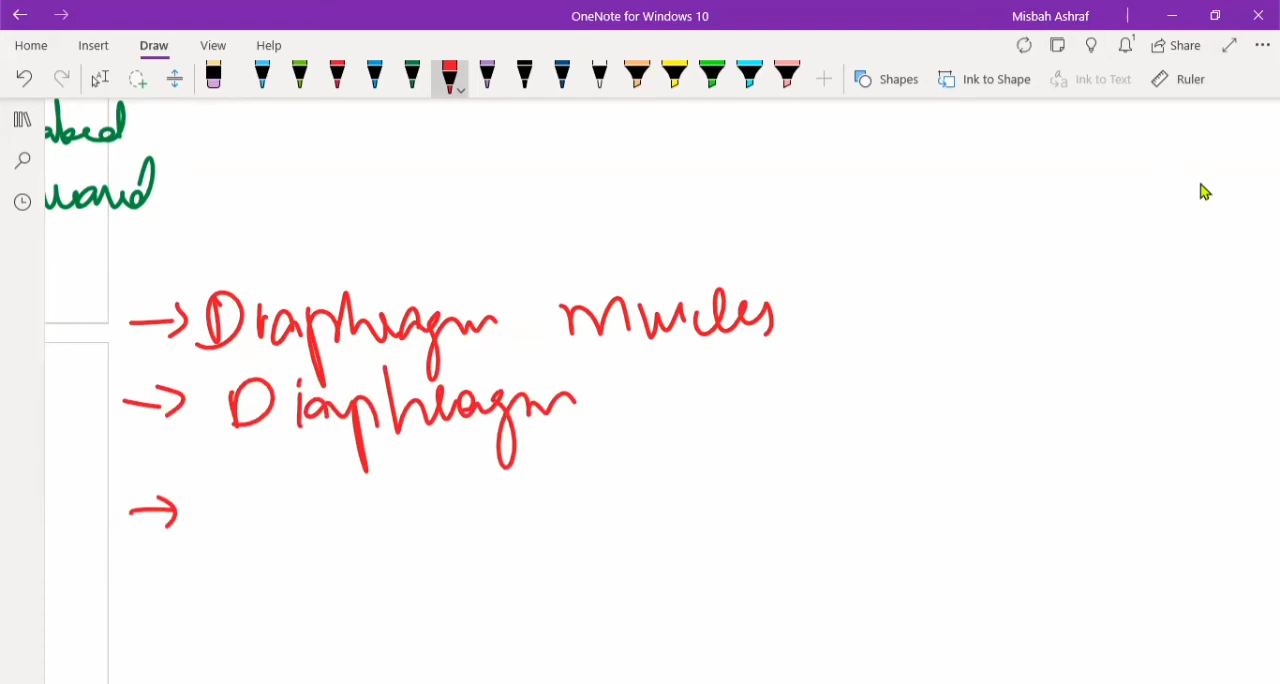 OneNote for Windows 10
Misbah Ashraf
Home Insert Draw View Help
Share
Shapes Ink to Shape Ink to Text Ruler
ward
→ Diaphragm Muscles
→ Diaphragm
→